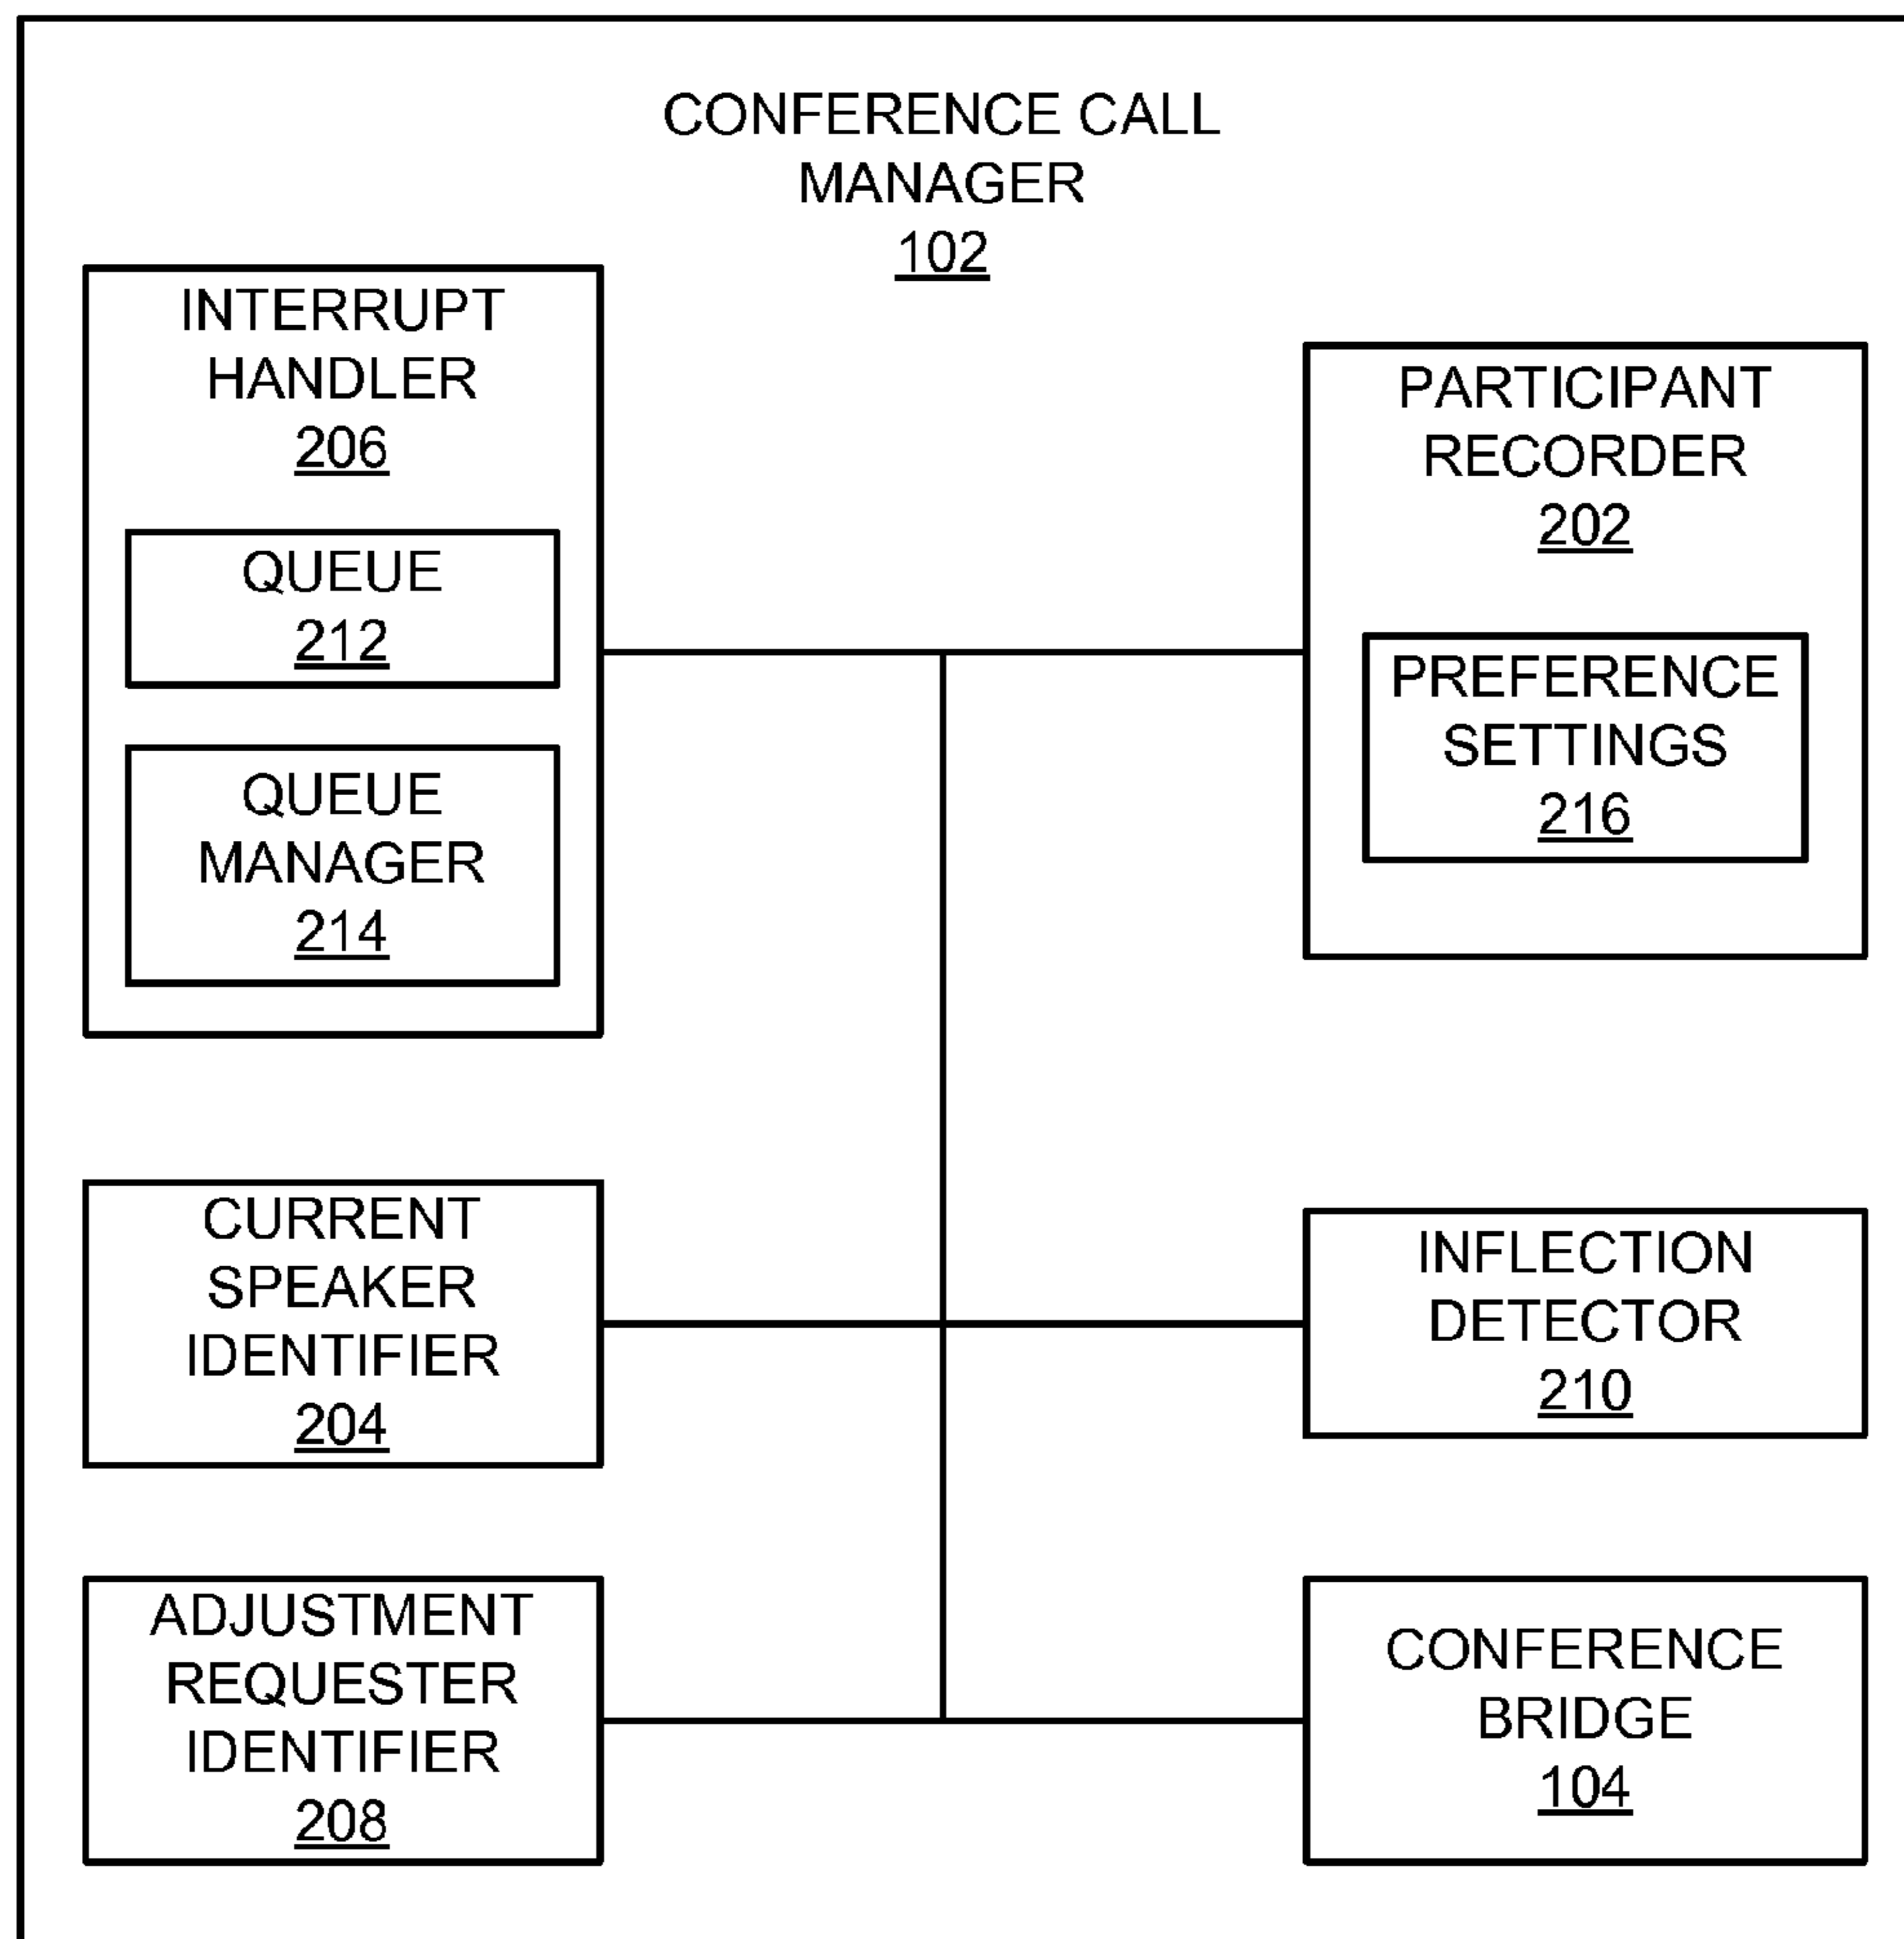 CONFERENCE CALL
MANAGER
102
INTERRUPT
HANDLER
206
QUEUE
212
QUEUE
MANAGER
214
PARTICIPANT
RECORDER
202
PREFERENCE
SETTINGS
216
CURRENT
SPEAKER
IDENTIFIER
204
INFLECTION
DETECTOR
210
ADJUSTMENT
REQUESTER
IDENTIFIER
208
CONFERENCE
BRIDGE
104